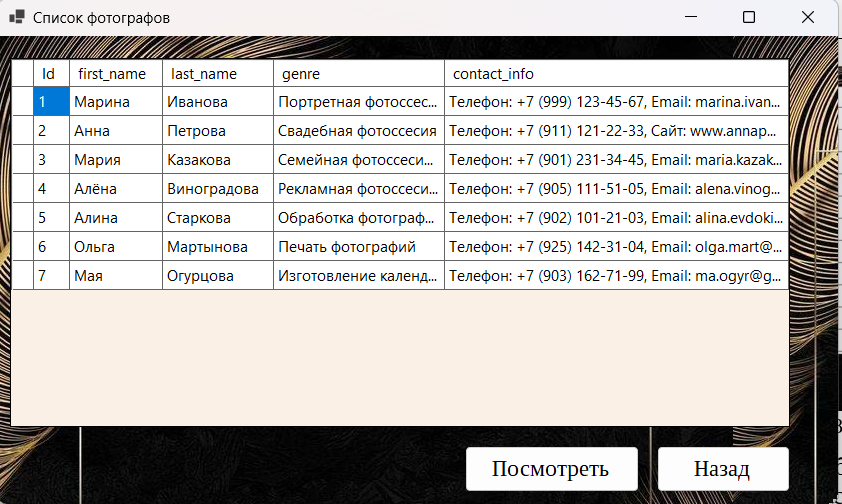 Список фотографов
Id first_name last_name genre contact_info
1 Марина Иванова Портретная фотоссес... Телефон: +7 (999) 123-45-67, Email: marina.ivan...
2 Анна Петрова Свадебная фотоссесия Телефон: +7 (911) 121-22-33, Сайт: www.annap...
3 Мария Казакова Семейная фотоссеси... Телефон: +7 (901) 231-34-45, Email: maria.kazak...
4 Алёна Виноградова Рекламная фотоссеси... Телефон: +7 (905) 111-51-05, Email: alena.vinog...
5 Алина Старкова Обработка фотограф... Телефон: +7 (902) 101-21-03, Email: alina.evdoki...
6 Ольга Мартынова Печать фотографий Телефон: +7 (925) 142-31-04, Email: olga.mart@...
7 Мая Огурцова Изготовление календ... Телефон: +7 (903) 162-71-99, Email: ma.ogyr@g...
Посмотреть Назад